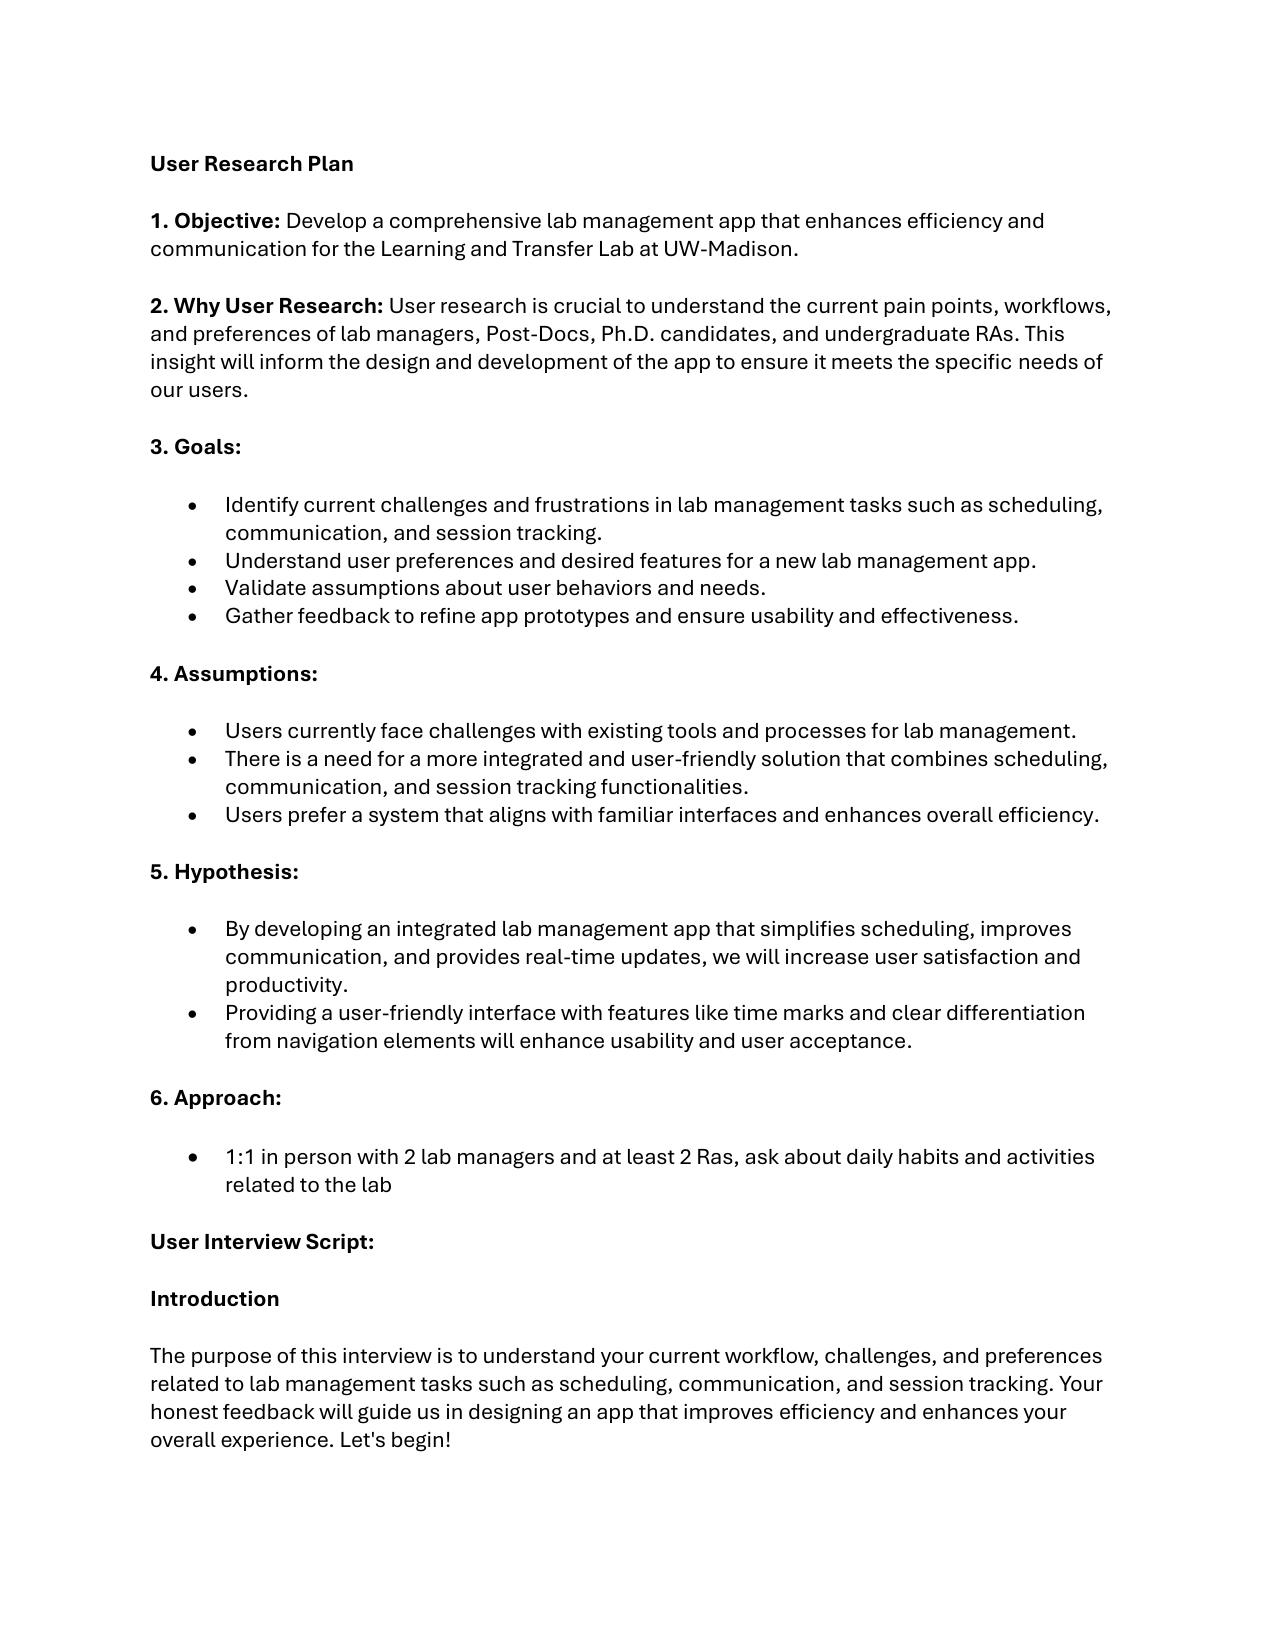 User Research Plan
1. Objective: Develop a comprehensive lab management app that enhances efficiency and
communication for the Learning and Transfer Lab at UW-Madison.
2. Why User Research: User research is crucial to understand the current pain points, workflows,
and preferences of lab managers, Post-Docs, Ph.D. candidates, and undergraduate RAs. This
insight will inform the design and development of the app to ensure it meets the specific needs of
our users.
3. Goals:
• Identify current challenges and frustrations in lab management tasks such as scheduling,
communication, and session tracking.
• Understand user preferences and desired features for a new lab management app.
• Validate assumptions about user behaviors and needs.
• Gather feedback to refine app prototypes and ensure usability and effectiveness.
4. Assumptions:
• Users currently face challenges with existing tools and processes for lab management.
• There is a need for a more integrated and user-friendly solution that combines scheduling,
communication, and session tracking functionalities.
• Users prefer a system that aligns with familiar interfaces and enhances overall efficiency.
5. Hypothesis:
• By developing an integrated lab management app that simplifies scheduling, improves
communication, and provides real-time updates, we will increase user satisfaction and
productivity.
• Providing a user-friendly interface with features like time marks and clear differentiation
from navigation elements will enhance usability and user acceptance.
6. Approach:
• 1:1 in person with 2 lab managers and at least 2 Ras, ask about daily habits and activities
related to the lab
User Interview Script:
Introduction
The purpose of this interview is to understand your current workflow, challenges, and preferences
related to lab management tasks such as scheduling, communication, and session tracking. Your
honest feedback will guide us in designing an app that improves efficiency and enhances your
overall experience. Let's begin!